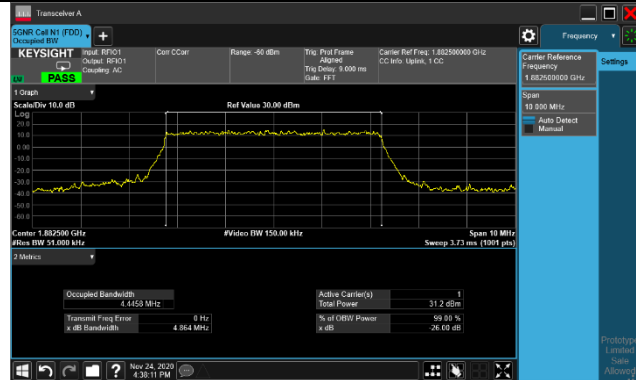 Transceiver A
5GNR Call N1 (FDD)
Occupied BW
Frequency
KEYSIGHT
Input: RFIO1
Output: RFIO1
Coupling: AC
Corr CCorr
Range: -60 dBm
Trig: Prot Frame
Aligned
Trig Delay: 9.000 ms
Gate: FFT
Carrier Ref Freq: 1.882500000 GHz
CC Info: Uplink, 1 CC
PASS
Carrier Reference
Frequency
1.882500000 GHz
Settings
Span
10.000 MHz
Auto Detect
Manual
1 Graph
Scale/Div 10.0 dB
Ref Value 30.00 dBm
Log
20.0
10.0
0.00
-10.0
-20.0
-30.0
-40.0
-50.0
-60.0
Center 1.882500 GHz
#Video BW 150.00 kHz
Span 10 MHz
#Res BW 51.000 kHz
Sweep 3.73 ms (1001 pts)
2 Metrics
Occupied Bandwidth
4.4458 MHz
Active Carrier(s) 1
Total Power 31.2 dBm
Transmit Freq Error 0 Hz
x dB Bandwidth 4.864 MHz
% of OBW Power 99.00 %
x dB -26.00 dB
Prototype
Limited
Sale
Allowed
Nov 24, 2020
4:38:11 PM